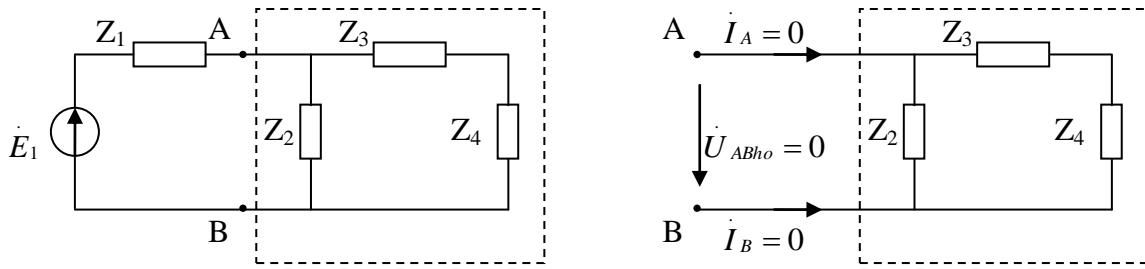 Z1 A Z3
Ė1 Z2 Z4
B
A İA = 0 Z3
U̇ABho = 0 Z2 Z4
B İB = 0